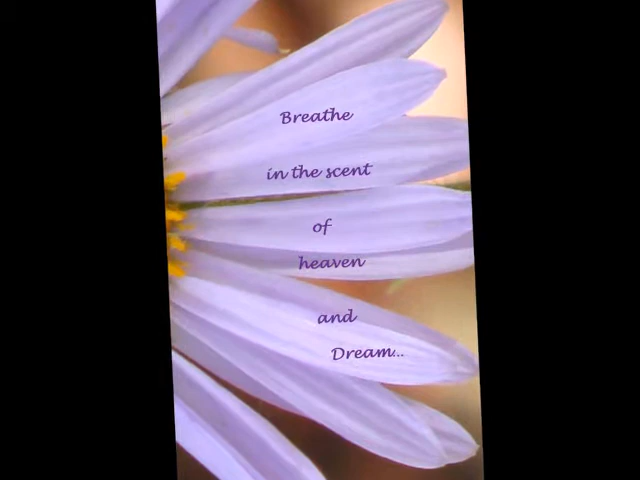 Breathe
in the scent
of
heaven
and
Dream...